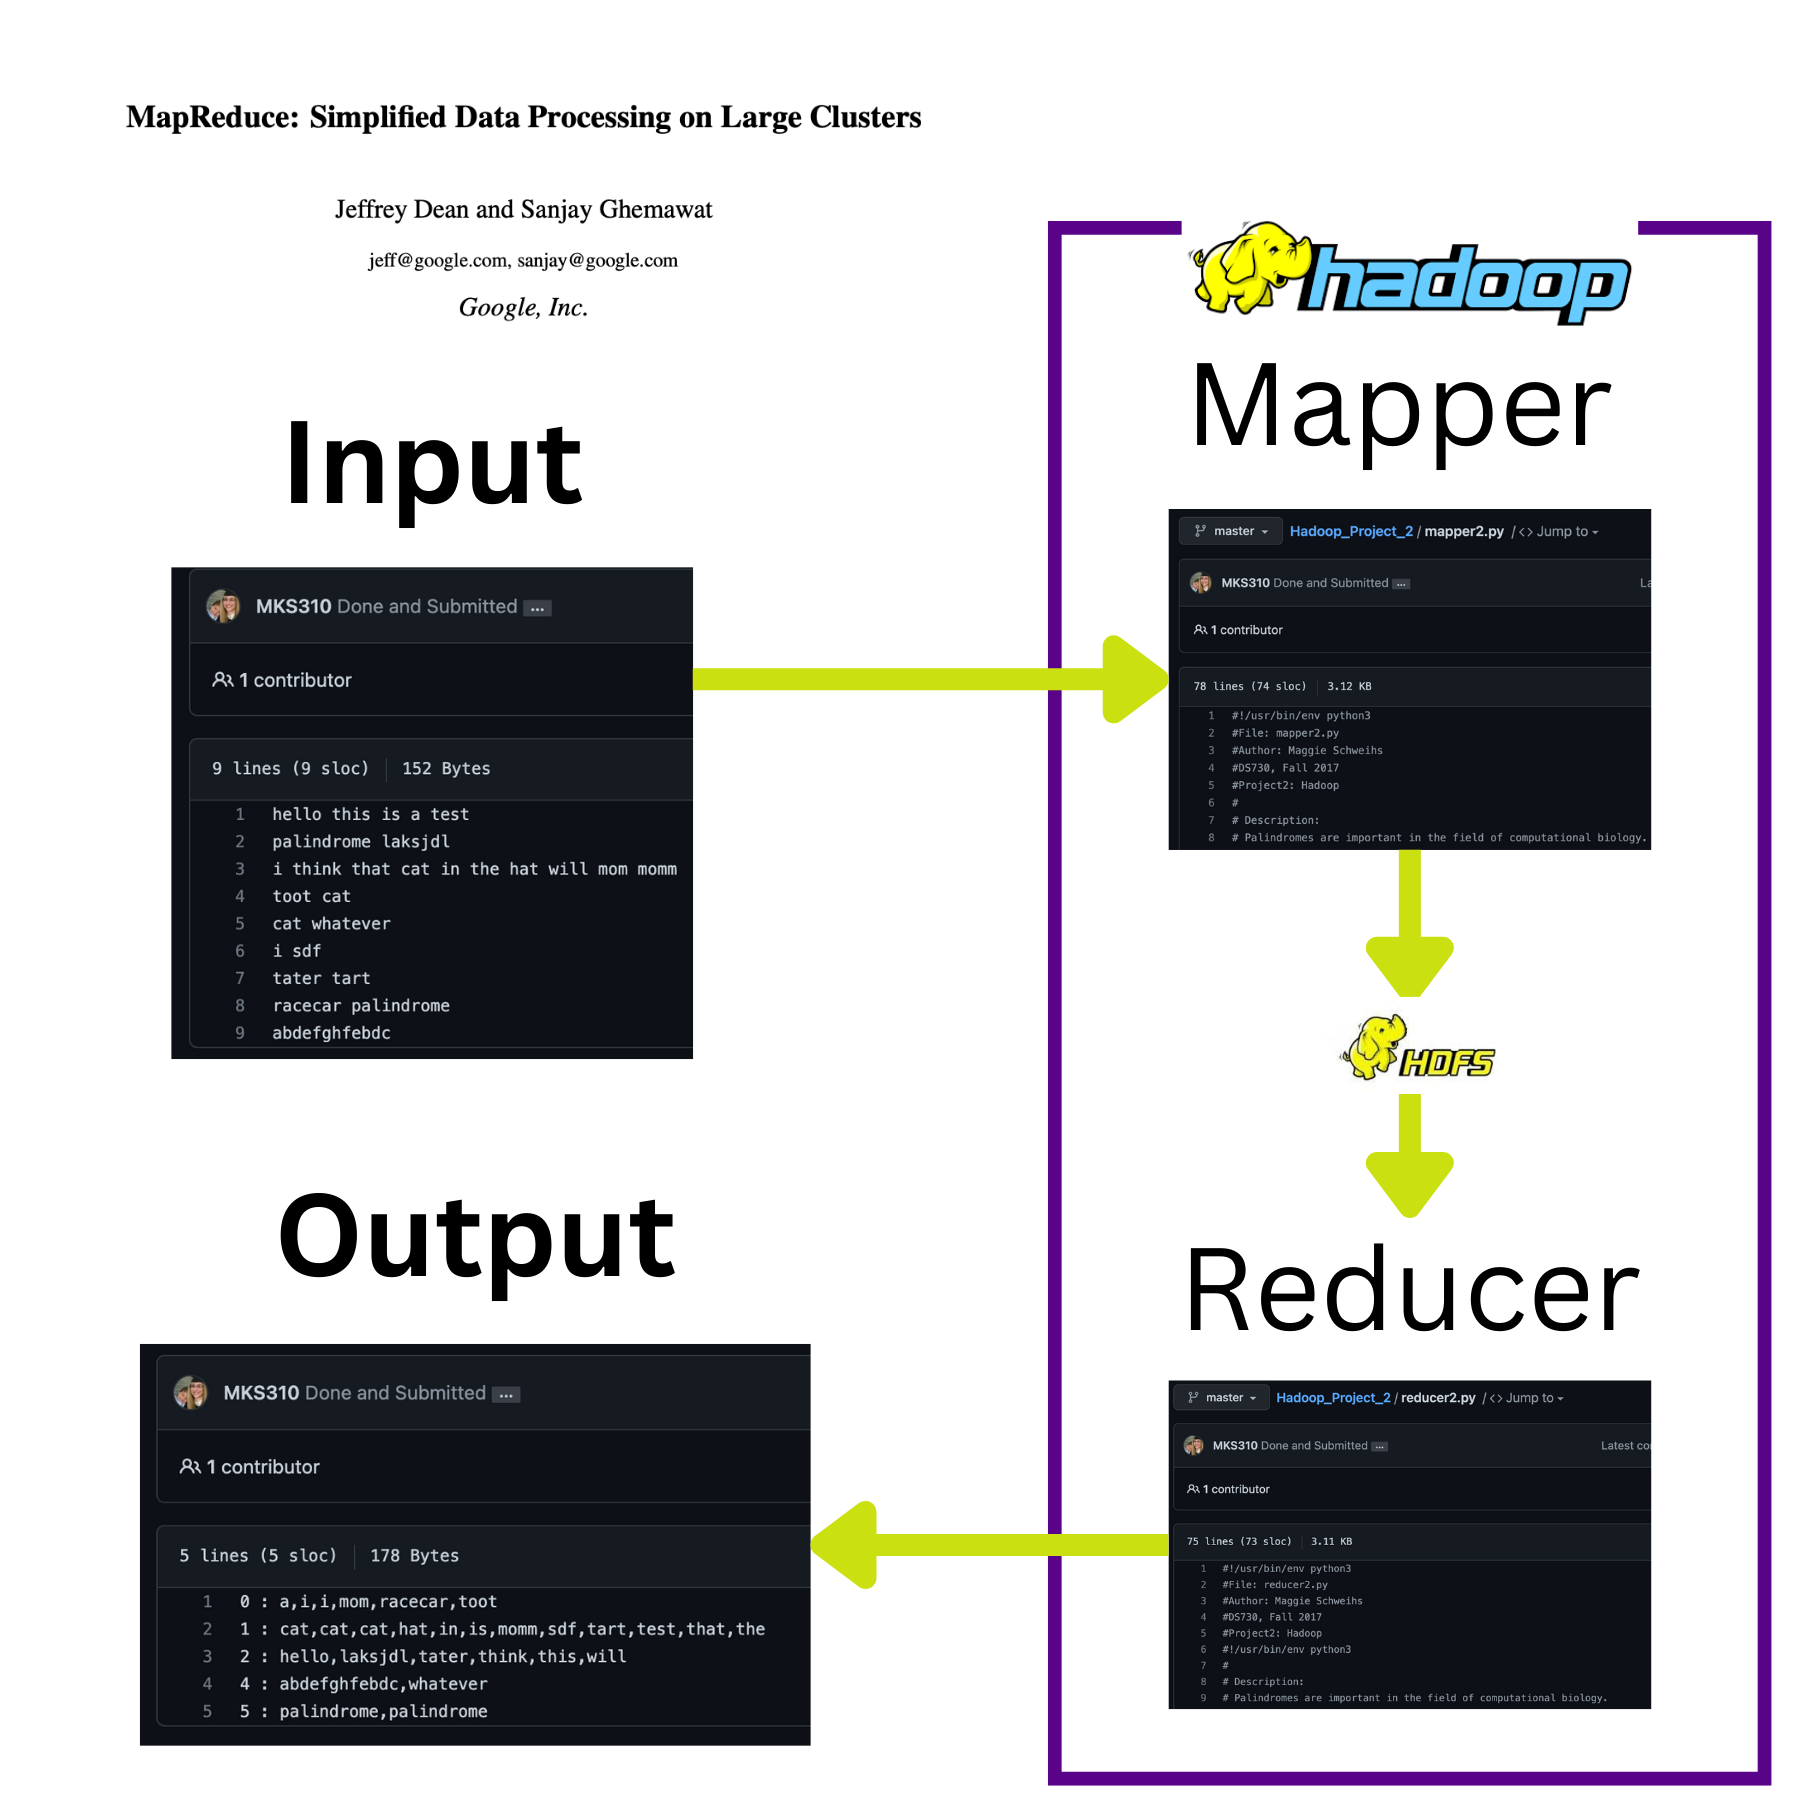 MapReduce: Simplified Data Processing on Large Clusters
Jeffrey Dean and Sanjay Ghemawat
jeff@google.com, sanjay@google.com
Google, Inc.
Input
MKS310 Done and Submitted ...
1 contributor
9 lines (9 sloc) 152 Bytes
1 hello this is a test
2 palindrome laksjdl
3 i think that cat in the hat will mom momm
4 toot cat
5 cat whatever
6 i sdf
7 tater tart
8 racecar palindrome
9 abdefghfebdc
hadoop
Mapper
master Hadoop_Project_2 / mapper2.py / <> Jump to
MKS310 Done and Submitted ... La
1 contributor
78 lines (74 sloc) 3.12 KB
1 #!/usr/bin/env python3
2 #File: mapper2.py
3 #Author: Maggie Schweihs
4 #DS730, Fall 2017
5 #Project2: Hadoop
6 #
7 # Description:
8 # Palindromes are important in the field of computational biology.
HDFS
Reducer
master Hadoop_Project_2 / reducer2.py / <> Jump to
MKS310 Done and Submitted ... Latest co
1 contributor
75 lines (73 sloc) 3.11 KB
1 #!/usr/bin/env python3
2 #File: reducer2.py
3 #Author: Maggie Schweihs
4 #DS730, Fall 2017
5 #Project2: Hadoop
6 #!/usr/bin/env python3
7 #
8 # Description:
9 # Palindromes are important in the field of computational biology.
Output
MKS310 Done and Submitted ...
1 contributor
5 lines (5 sloc) 178 Bytes
1 0 : a,i,i,mom,racecar,toot
2 1 : cat,cat,cat,hat,in,is,momm,sdf,tart,test,that,the
3 2 : hello,laksjdl,tater,think,this,will
4 4 : abdefghfebdc,whatever
5 5 : palindrome,palindrome